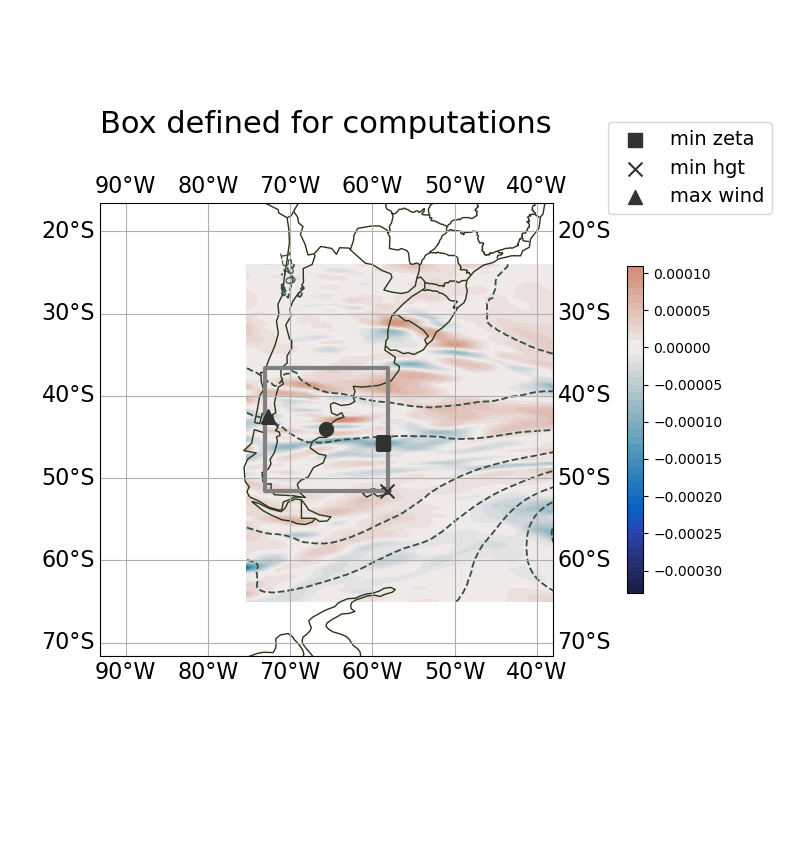 Box defined for computations
min zeta
min hgt
max wind
90°W 80°W 70°W 60°W 50°W 40°W
20°S 20°S
30°S 30°S
40°S 40°S
50°S 50°S
60°S 60°S
70°S 70°S
90°W 80°W 70°W 60°W 50°W 40°W
0.00010
0.00005
0.00000
−0.00005
−0.00010
−0.00015
−0.00020
−0.00025
−0.00030